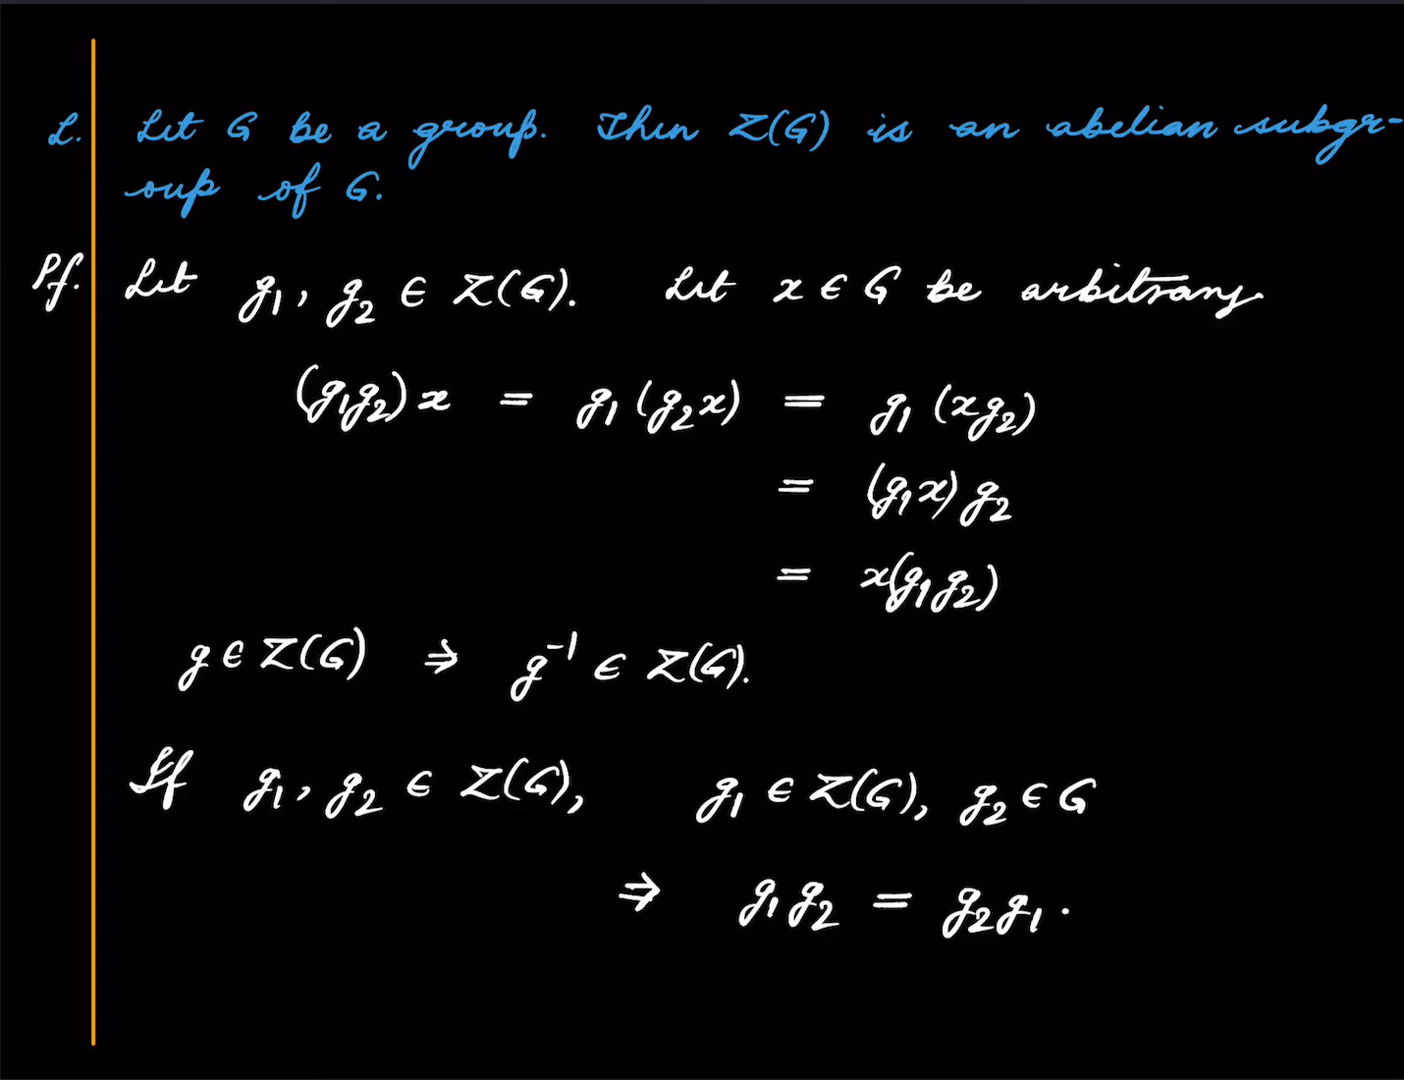 L. Let G be a group. Then Z(G) is an abelian subgr-
oup of G.
Pf. Let g₁, g₂ ∈ Z(G). Let x ∈ G be arbitrary
(g₁g₂)x = g₁(g₂x) = g₁(xg₂)
= (g₁x)g₂
= x(g₁g₂)
g ∈ Z(G) ⇒ g⁻¹ ∈ Z(G).
If g₁, g₂ ∈ Z(G), g₁ ∈ Z(G), g₂ ∈ G
⇒ g₁g₂ = g₂g₁.